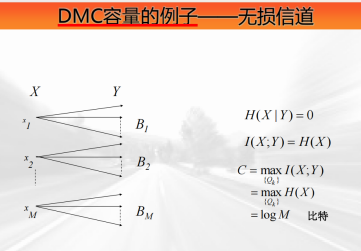 DMC容量的例子——无损信道
X Y
x1
B1
x2
B2
xM
BM
H(X|Y)=0
I(X;Y)=H(X)
C=max I(X;Y)
{Qk}
=max H(X)
{Qk}
=log M 比特